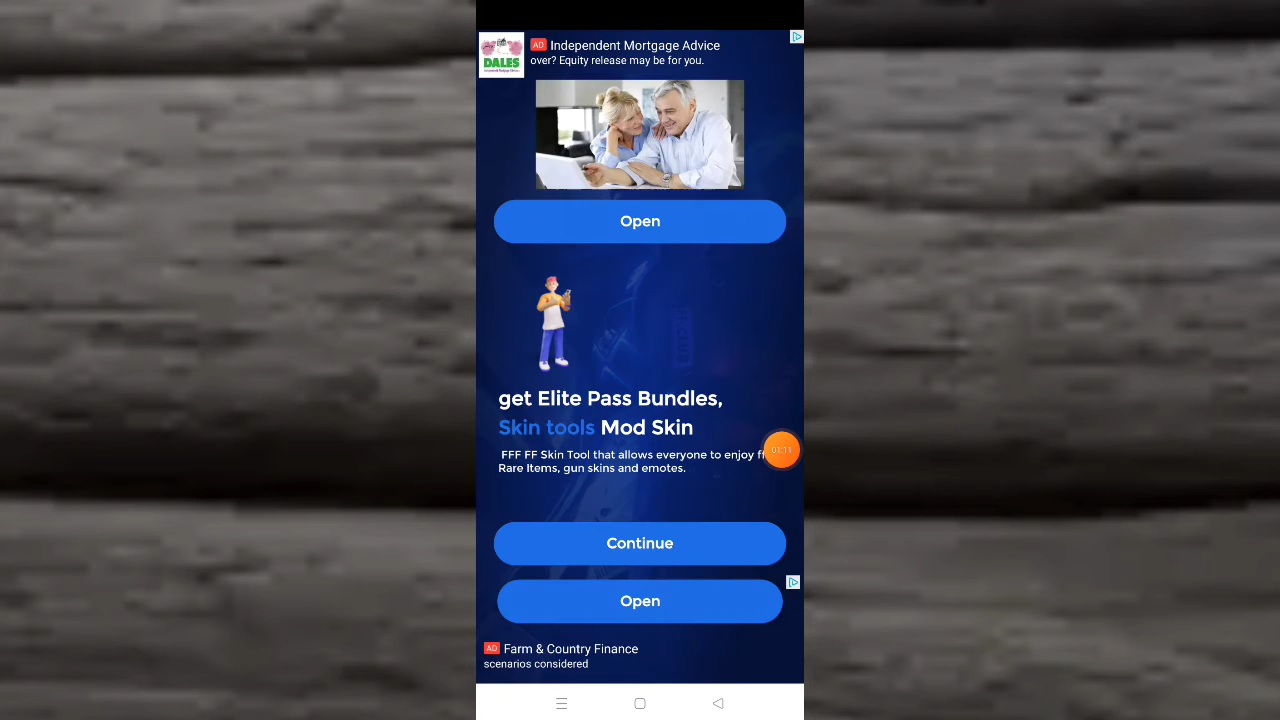 AD Independent Mortgage Advice
over? Equity release may be for you.
DALES
Open
get Elite Pass Bundles,
Skin tools Mod Skin
FFF FF Skin Tool that allows everyone to enjoy ff
Rare Items, gun skins and emotes.
01:11
Continue
Open
AD Farm & Country Finance
scenarios considered